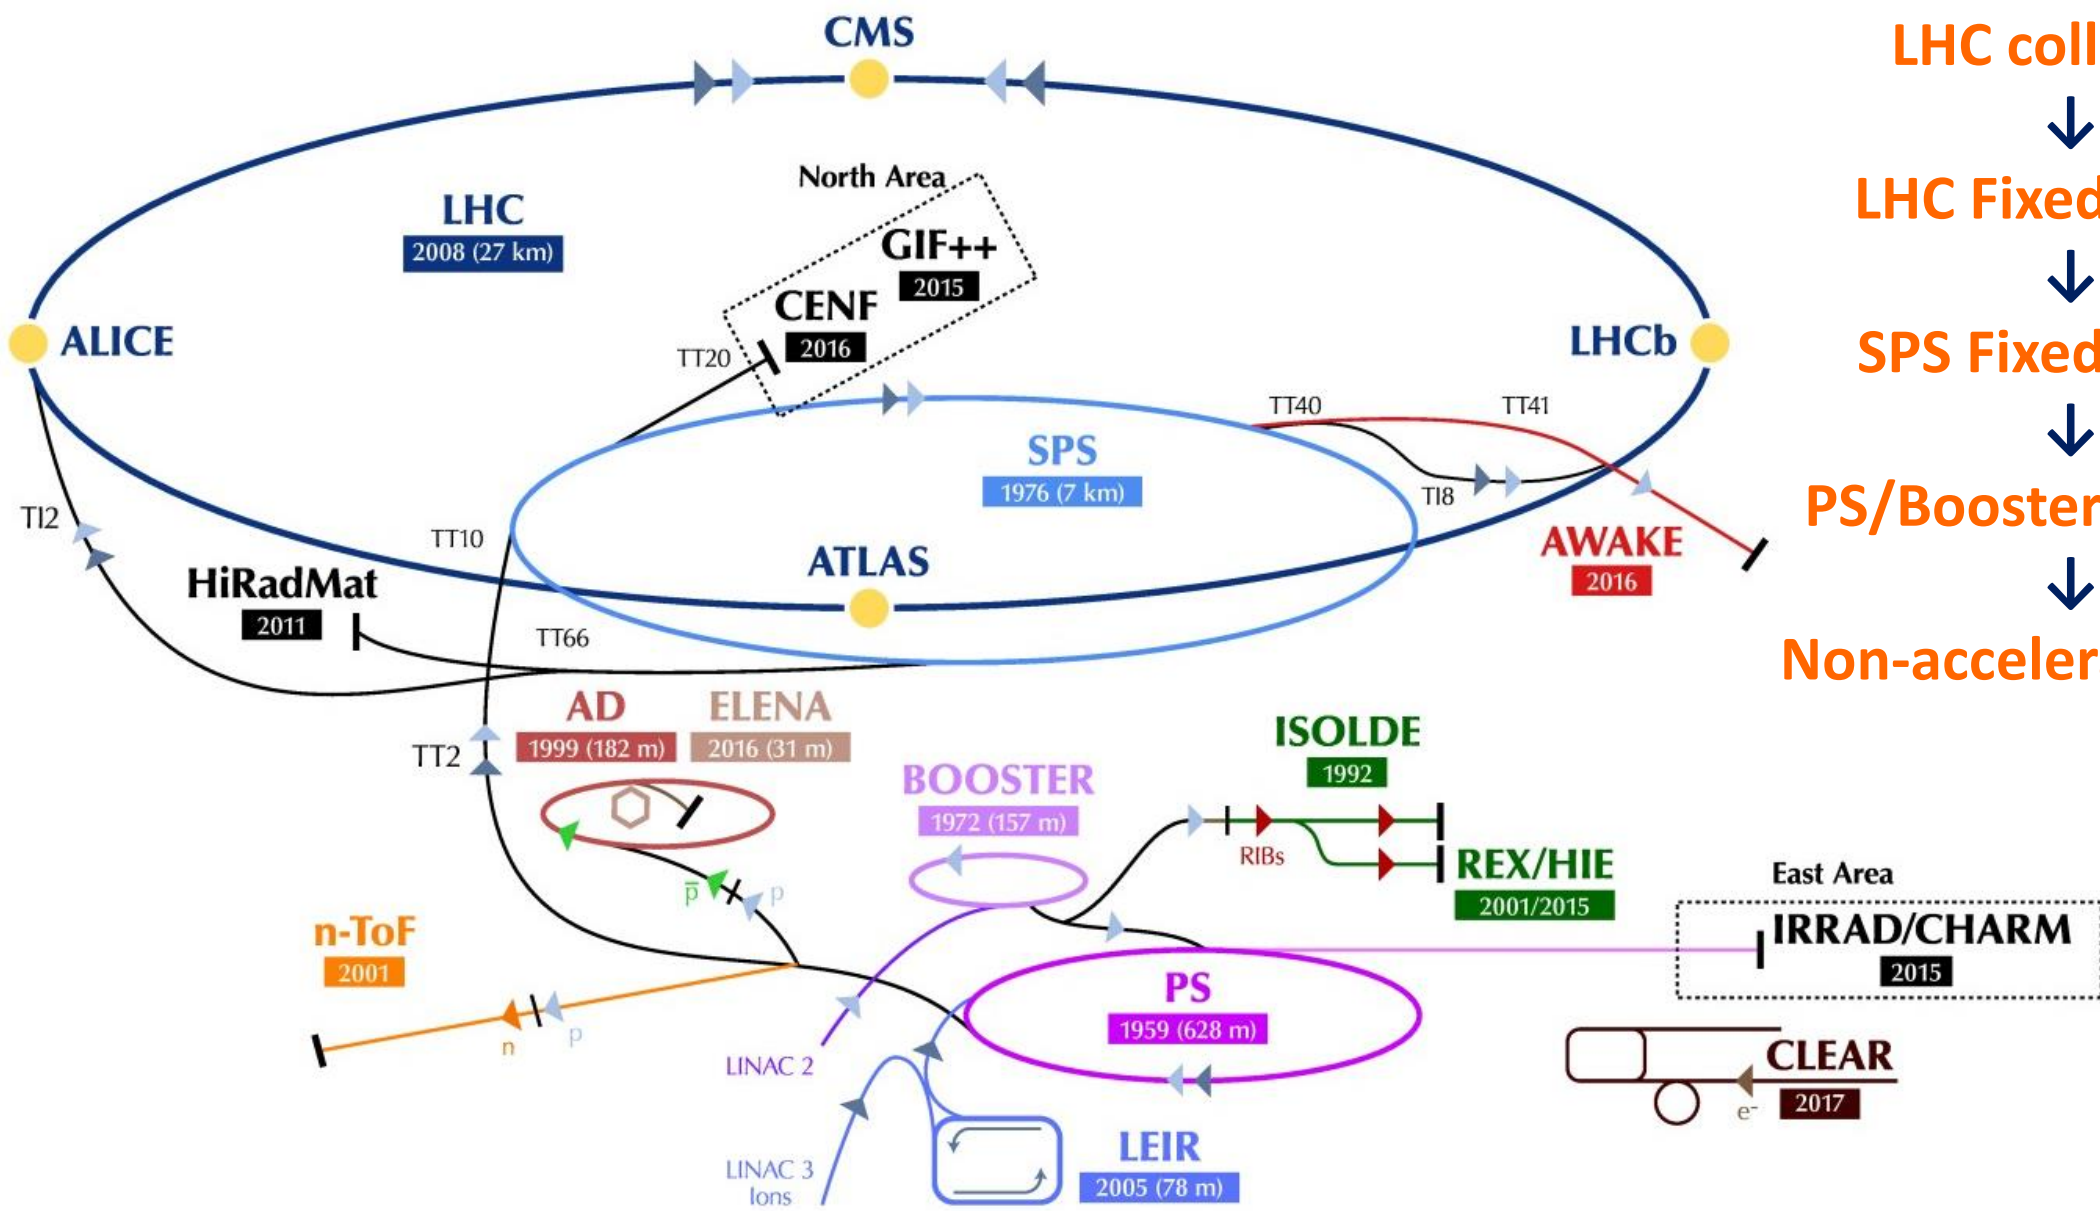 CMS
LHC coll
North Area
LHC Fixed
LHC
2008 (27 km)
GIF++
2015
CENF
2016
ALICE
LHCb
TT20
SPS Fixed
TT40
TT41
SPS
1976 (7 km)
TI8
PS/Booster
TI2
TT10
ATLAS
AWAKE
2016
HiRadMat
2011
TT66
Non-acceler
AD
1999 (182 m)
ELENA
2016 (31 m)
TT2
ISOLDE
1992
BOOSTER
1972 (157 m)
RIBs
REX/HIE
2001/2015
p̅
p
East Area
IRRAD/CHARM
2015
n-ToF
2001
n
p
PS
1959 (628 m)
LINAC 2
CLEAR
2017
e-
LINAC 3
Ions
LEIR
2005 (78 m)